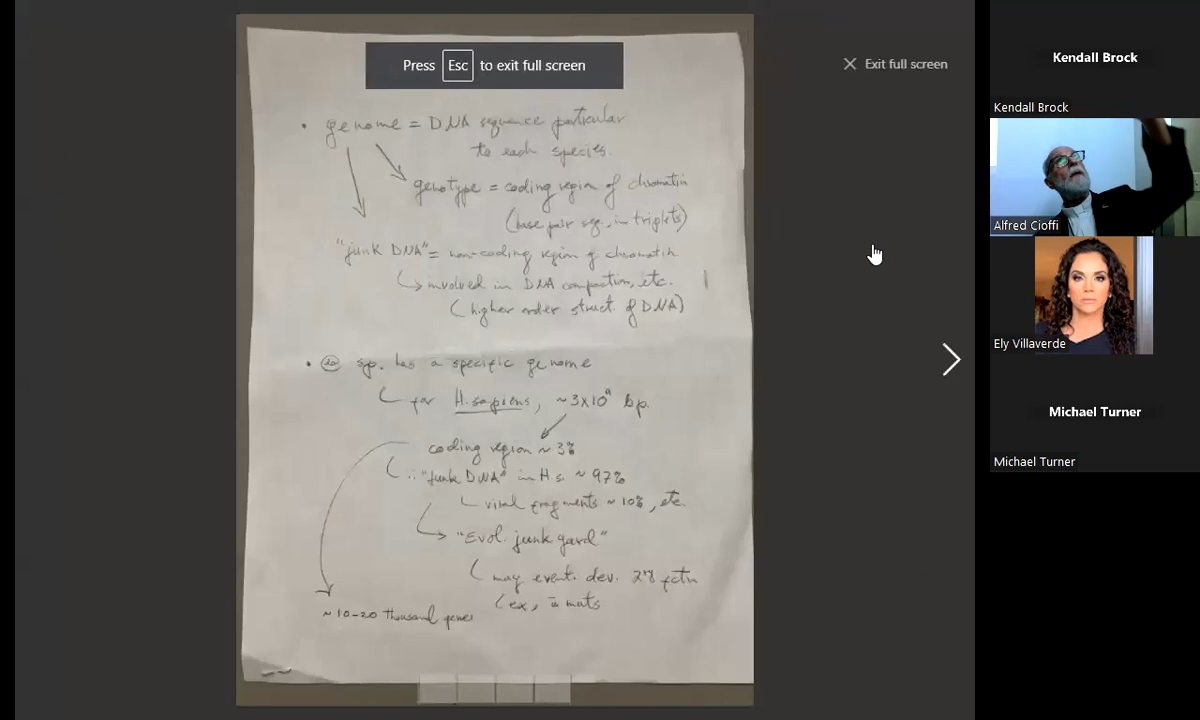 Press Esc to exit full screen
Exit full screen
• genome = DNA sequence particular
to each species.
genotype = coding region of chromatin
(base pair seq. in triplets)
"junk DNA" = non-coding region of chromatin
involved in DNA compaction, etc.
(higher order struct. of DNA)
• ea sp. has a specific genome
for H. sapiens, ~3x10⁹ bp.
coding region ~ 3%
∴ "junk DNA" in H s. ~ 97%
viral fragments ~ 10%, etc.
"Evol. junk yard"
(may event. dev. 2ry fctn
(ex,
~ 10-20 thousand genes
Kendall Brock
Kendall Brock
Alfred Cioffi
Ely Villaverde
Michael Turner
Michael Turner